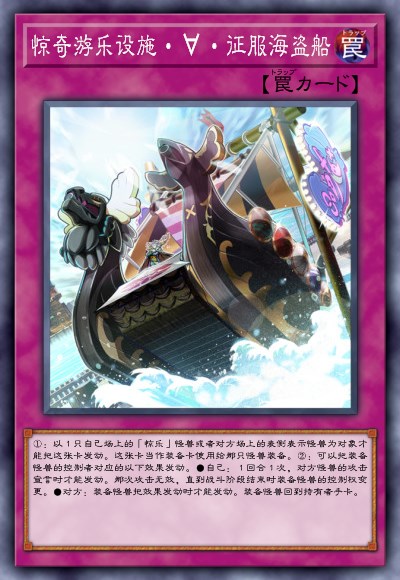 惊奇游乐设施・∀・征服海盗船 罠
トラップ
【罠カード】
トラップ
①：以１只自己场上的「惊乐」怪兽或者对方场上的表侧表示怪兽为对象才
能把这张卡发动。这张卡当作装备卡使用给那只怪兽装备。②：可以把装备
怪兽的控制者对应的以下效果发动。●自己：１回合１次，对方怪兽的攻击
宣言时才能发动。那次攻击无效，直到战斗阶段结束时装备怪兽的控制权变
更。●对方：装备怪兽把效果发动时才能发动。装备怪兽回到持有者手卡。